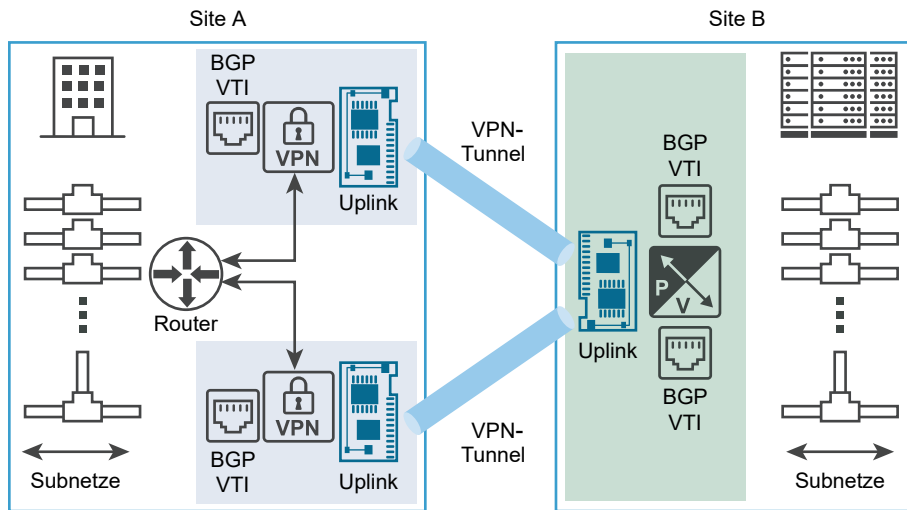 Site A
Site B
BGP
VTI
VPN
Uplink
VPN-
Tunnel
BGP
VTI
Router
P
V
Uplink
VPN
BGP
VTI
Uplink
VPN-
Tunnel
BGP
VTI
Subnetze
Subnetze